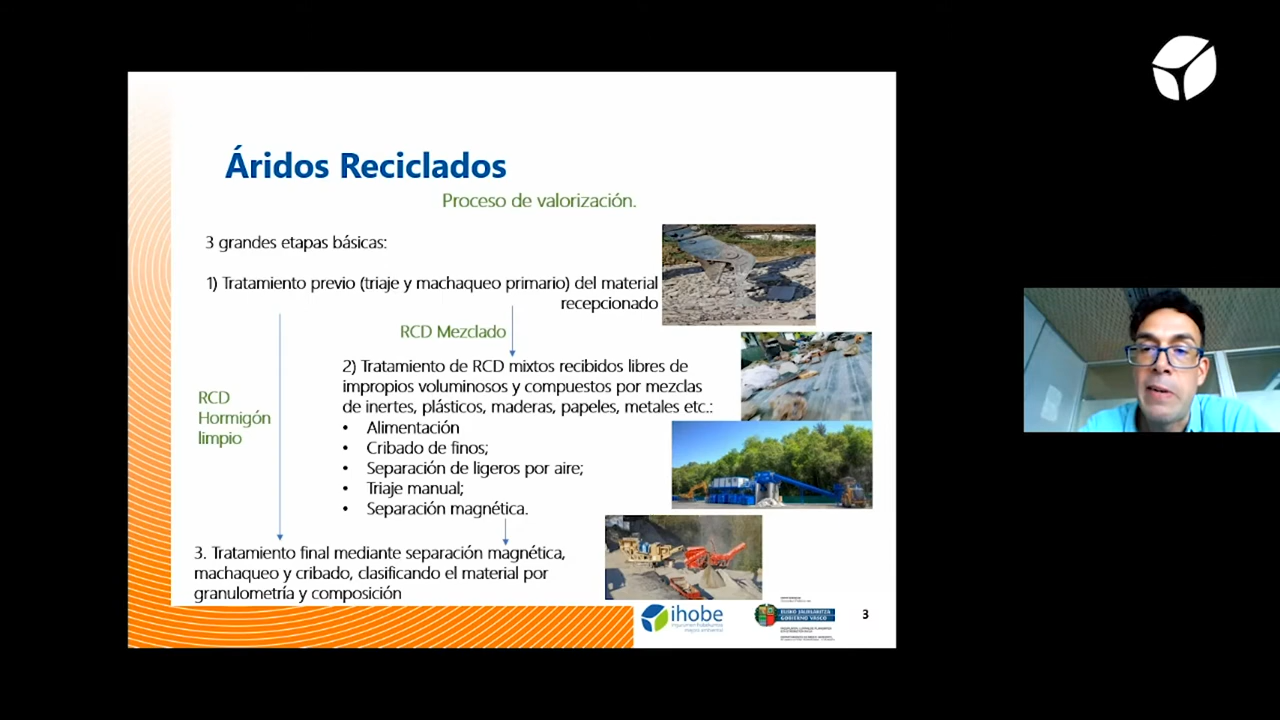 Áridos Reciclados
Proceso de valorización.
3 grandes etapas básicas:
1) Tratamiento previo (triaje y machaqueo primario) del material
recepcionado
RCD Mezclado
2) Tratamiento de RCD mixtos recibidos libres de
impropios voluminosos y compuestos por mezclas
de inertes, plásticos, maderas, papeles, metales etc.:
• Alimentación
• Cribado de finos;
• Separación de ligeros por aire;
• Triaje manual;
• Separación magnética.
RCD
Hormigón
limpio
3. Tratamiento final mediante separación magnética,
machaqueo y cribado, clasificando el material por
granulometría y composición
ihobe
EUSKO JAURLARITZA
GOBIERNO VASCO
3